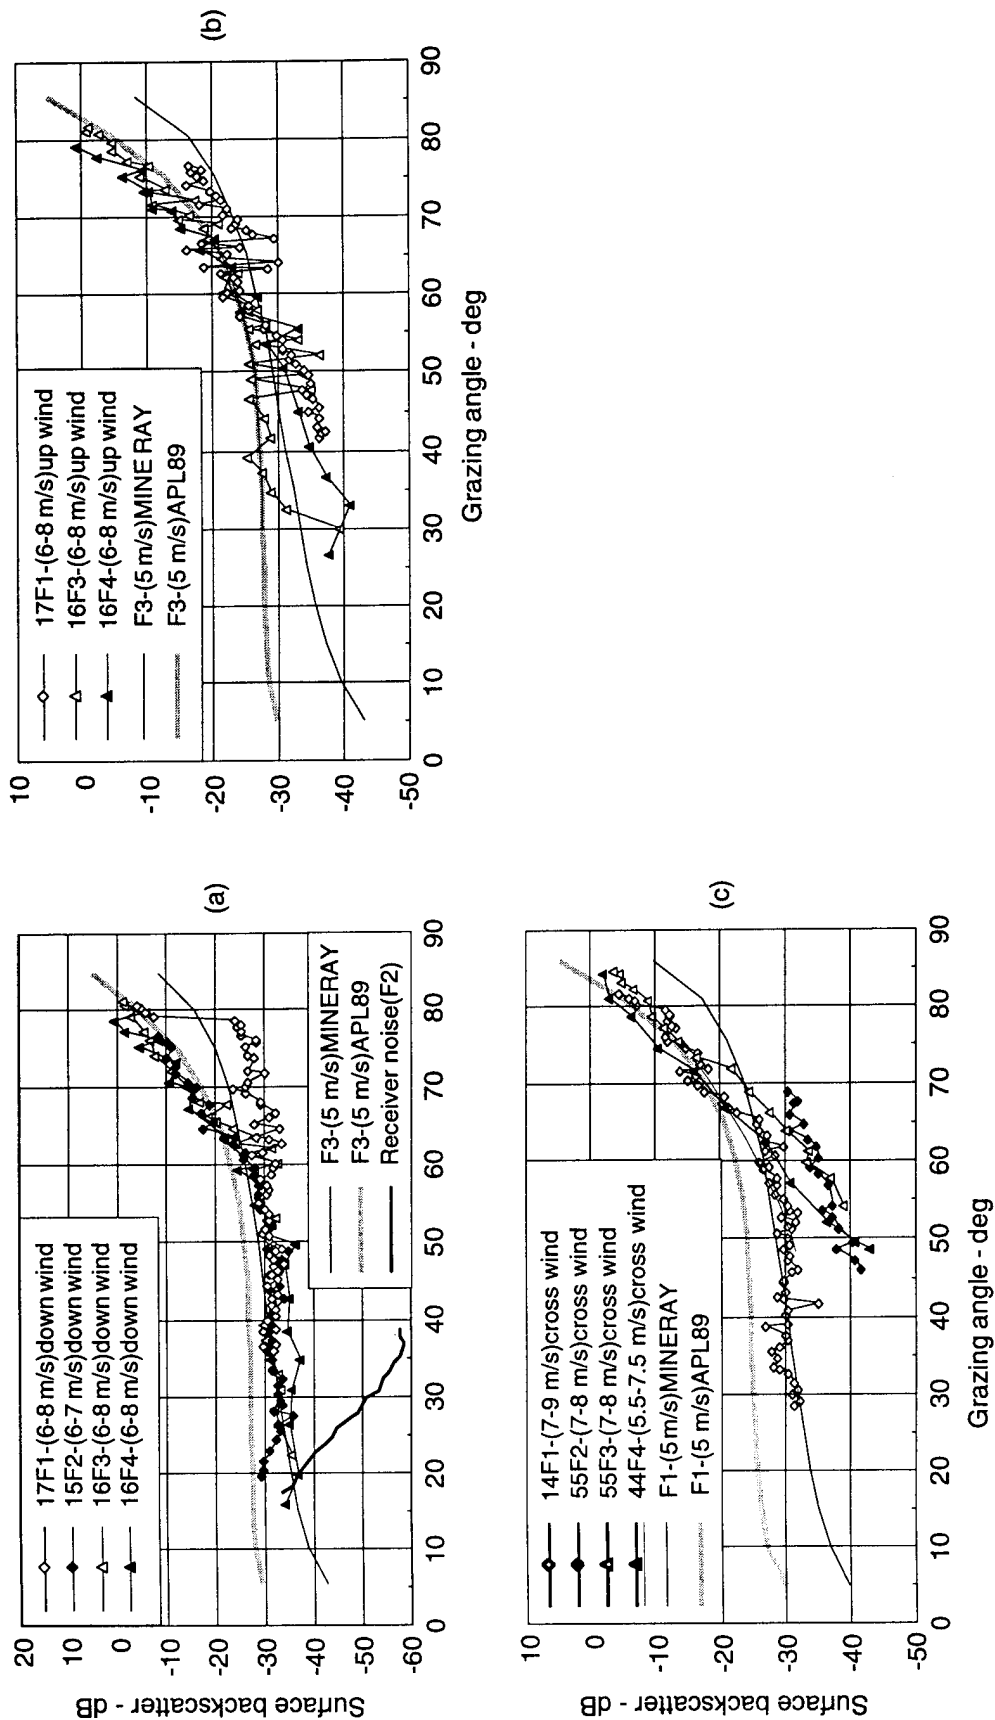 (a)
Surface backscatter - dB
20
10
0
-10
-20
-30
-40
-50
-60
0 10 20 30 40 50 60 70 80 90
17F1-(6-8 m/s)down wind
15F2-(6-7 m/s)down wind
16F3-(6-8 m/s)down wind
16F4-(6-8 m/s)down wind
F3-(5 m/s)MINERAY
F3-(5 m/s)APL89
Receiver noise(F2)
(b)
10
0
-10
-20
-30
-40
-50
0 10 20 30 40 50 60 70 80 90
Grazing angle - deg
17F1-(6-8 m/s)up wind
16F3-(6-8 m/s)up wind
16F4-(6-8 m/s)up wind
F3-(5 m/s)MINE RAY
F3-(5 m/s)APL89
(c)
Surface backscatter - dB
10
0
-10
-20
-30
-40
-50
0 10 20 30 40 50 60 70 80 90
Grazing angle - deg
14F1-(7-9 m/s)cross wind
55F2-(7-8 m/s)cross wind
55F3-(7-8 m/s)cross wind
44F4-(5.5-7.5 m/s)cross wind
F1-(5 m/s)MINERAY
F1-(5 m/s)APL89